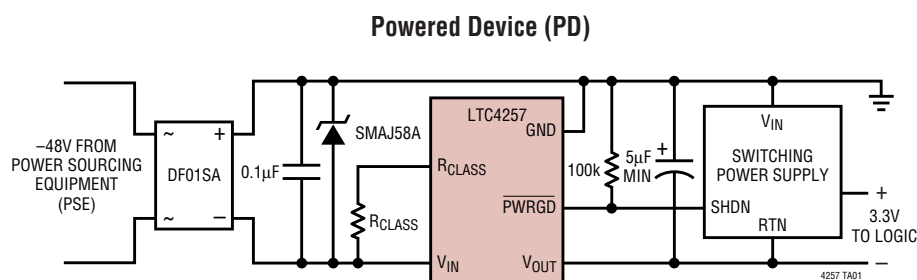 Powered Device (PD)
–48V FROM
POWER SOURCING
EQUIPMENT
(PSE)
~ +
DF01SA
~ –
0.1µF
SMAJ58A
RCLASS
LTC4257
GND
RCLASS
PWRGD
VIN
VOUT
100k
5µF
MIN
+
VIN
SWITCHING
POWER SUPPLY
SHDN
RTN
+
3.3V
TO LOGIC
–
4257 TA01